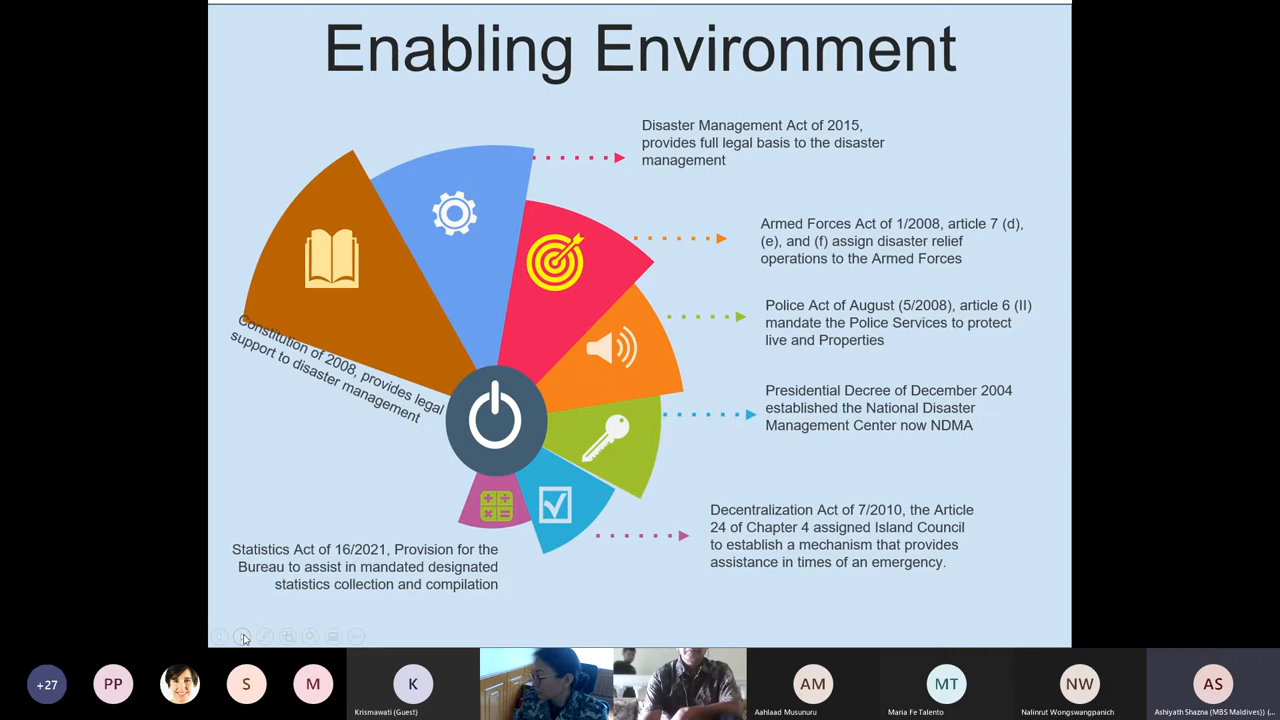 Enabling Environment
Disaster Management Act of 2015,
provides full legal basis to the disaster
management
Armed Forces Act of 1/2008, article 7 (d),
(e), and (f) assign disaster relief
operations to the Armed Forces
Police Act of August (5/2008), article 6 (II)
mandate the Police Services to protect
live and Properties
Presidential Decree of December 2004
established the National Disaster
Management Center now NDMA
Decentralization Act of 7/2010, the Article
24 of Chapter 4 assigned Island Council
to establish a mechanism that provides
assistance in times of an emergency.
Constitution of 2008, provides legal
support to disaster management
Statistics Act of 16/2021, Provision for the
Bureau to assist in mandated designated
statistics collection and compilation
+27
PP
S
M
K
Krismawati (Guest)
AM
Aahlaad Musunuru
MT
Maria Fe Talento
NW
Nalinrut Wongswangpanich
AS
Ashiyath Shazna (MBS Maldives)) (...